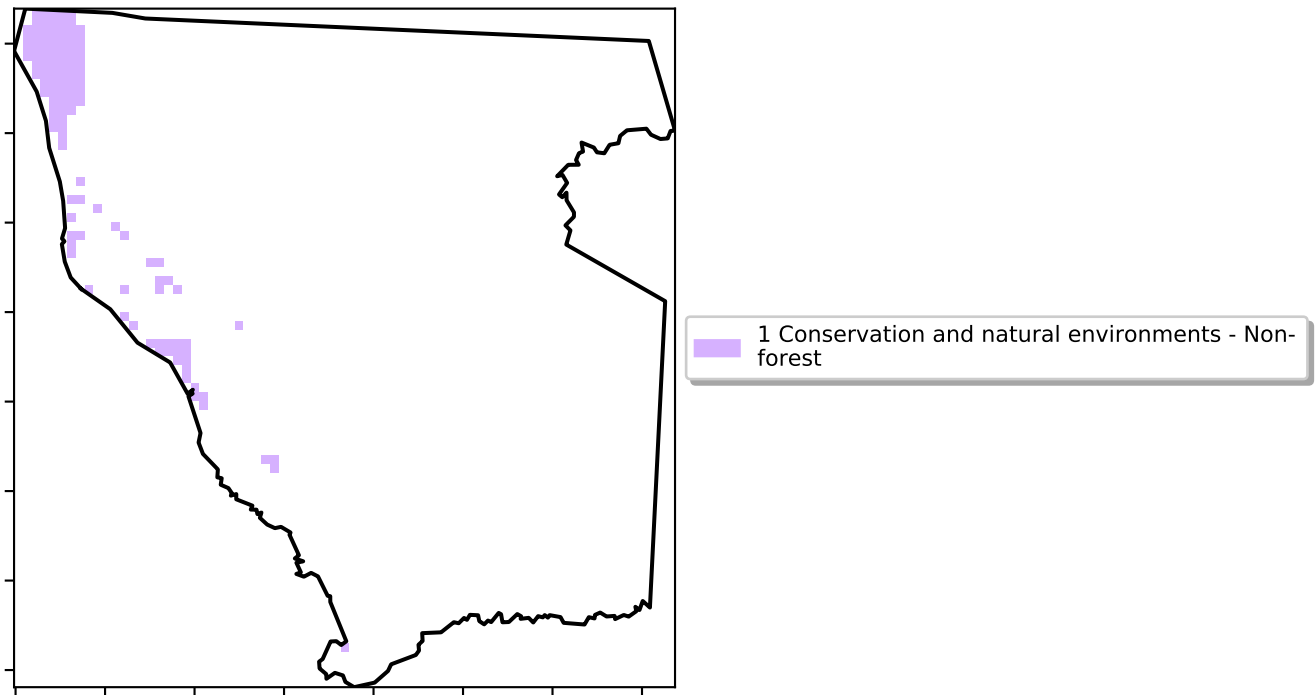 1 Conservation and natural environments - Non-
forest